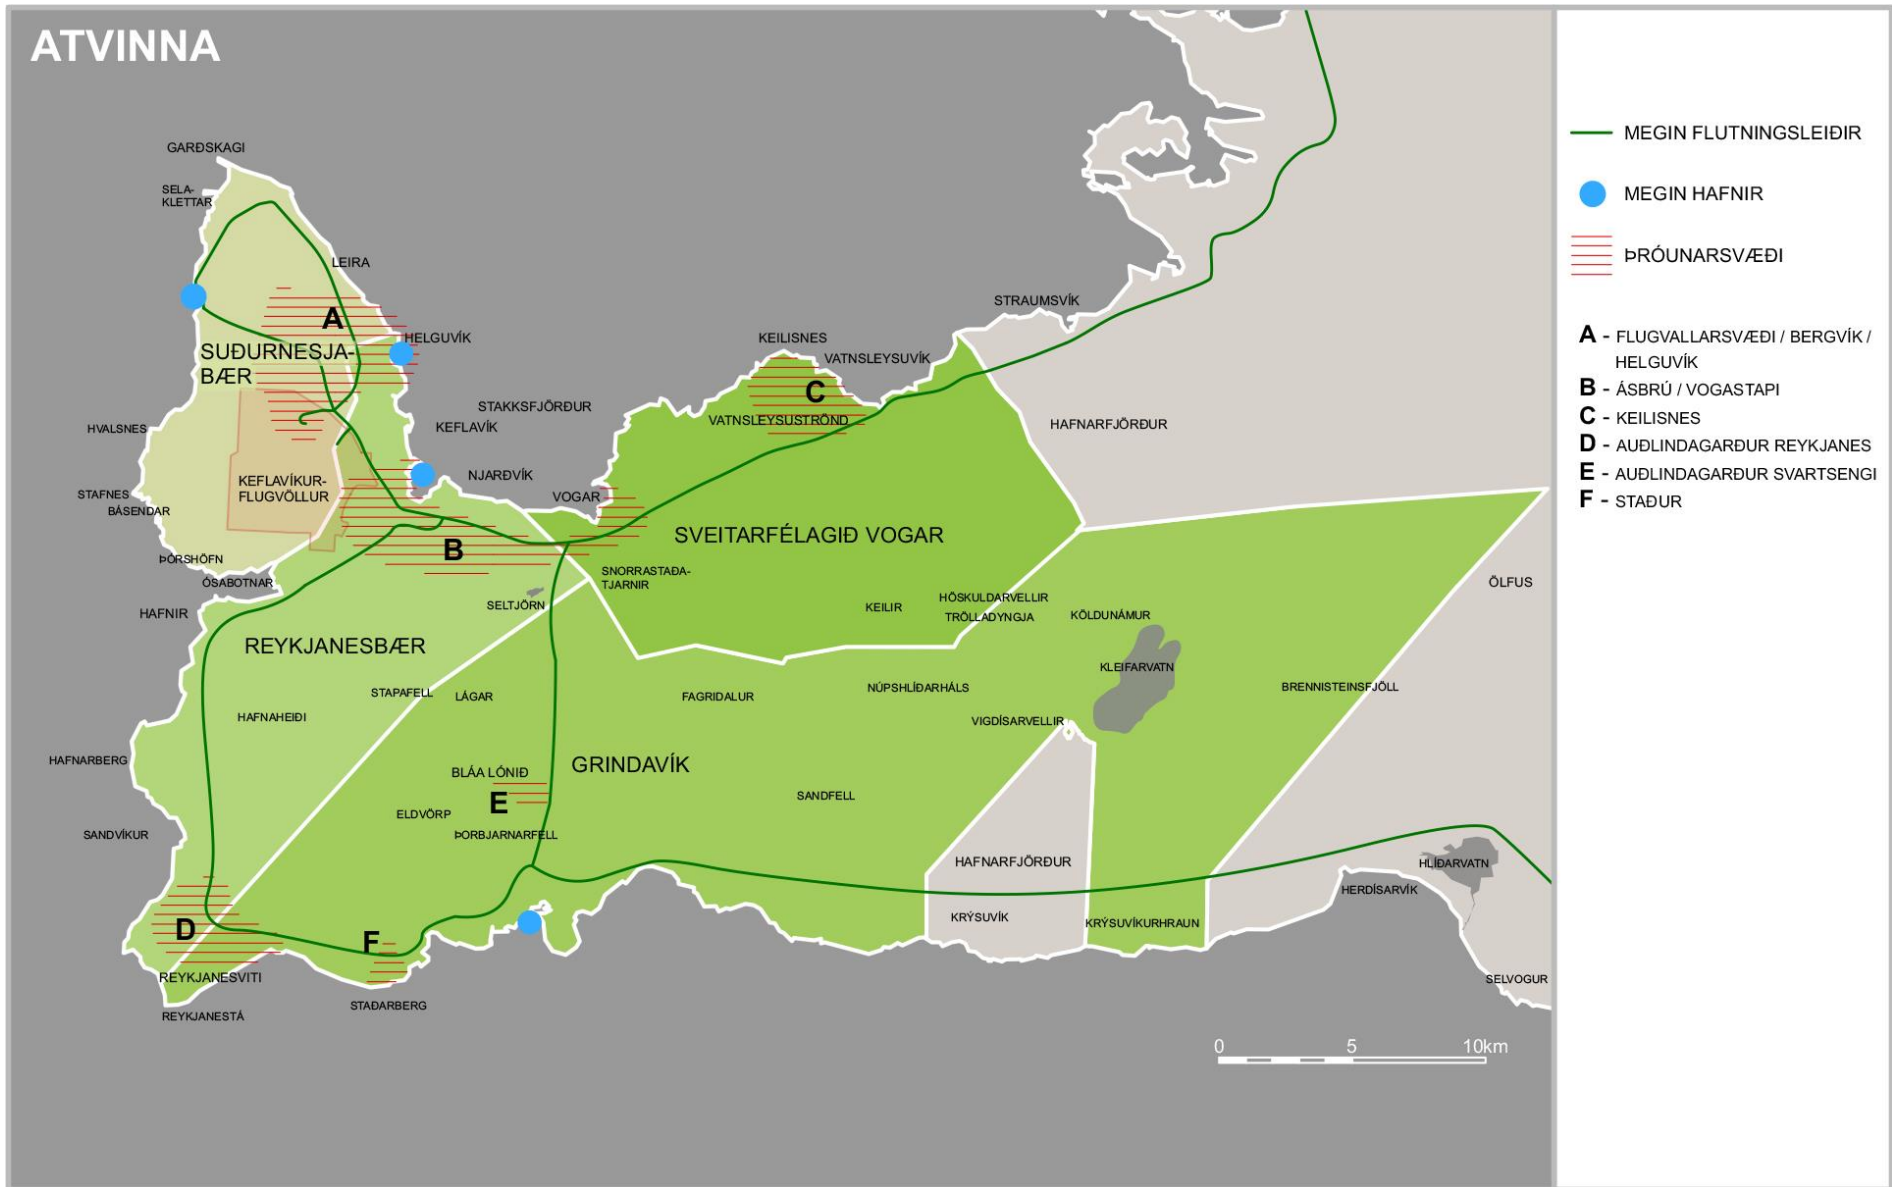 ATVINNA
GARÐSKAGI
SELA-
KLETTAR
LEIRA
A
HELGUVÍK
SUÐURNESJA-
BÆR
STRAUMSVÍK
KEILISNES
VATNSLEYSUVÍK
C
VATNSLEYSUSTRÖND
STAKKSFJÖRÐUR
HVALSNES
KEFLAVÍK
HAFNARFJÖRÐUR
NJARÐVÍK
KEFLAVÍKUR-
FLUGVÖLLUR
STAFNES
BÁSENDAR
VOGAR
SVEITARFÉLAGIÐ VOGAR
B
ÞÓRSHÖFN
ÓSABOTNAR
SNORRASTAÐA-
TJARNIR
ÖLFUS
HAFNIR
SELTJÖRN
KEILIR
HÖSKULDARVELLIR
TRÖLLADYNGJA
KÖLDUNÁMUR
REYKJANESBÆR
KLEIFARVATN
STAPAFELL
LÁGAR
FAGRIDALUR
NÚPSHLÍÐARHÁLS
BRENNISTEINSFJÖLL
HAFNAHEIÐI
VIGDÍSARVELLIR
HAFNARBERG
BLÁA LÓNIÐ
GRINDAVÍK
E
SANDFELL
ELDVÖRP
SANDVÍKUR
ÞORBJARNARFELL
HAFNARFJÖRÐUR
HLÍÐARVATN
HERDÍSARVÍK
KRÝSUVÍK
KRÝSUVÍKURHRAUN
D
F
REYKJANESVITI
SELVOGUR
STAÐARBERG
REYKJANESTÁ
0 5 10km
MEGIN FLUTNINGSLEIÐIR
MEGIN HAFNIR
ÞRÓUNARSVÆÐI
A - FLUGVALLARSVÆÐI / BERGVÍK /
HELGUVÍK
B - ÁSBRÚ / VOGASTAPI
C - KEILISNES
D - AUÐLINDAGARÐUR REYKJANES
E - AUÐLINDAGARÐUR SVARTSENGI
F - STAÐUR